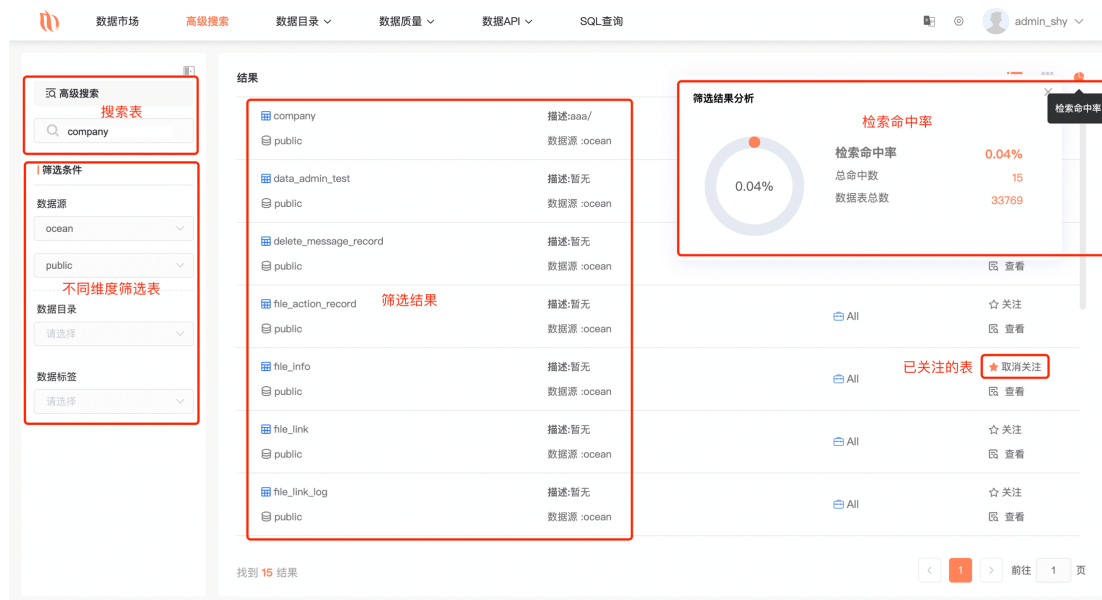 数据市场 高级搜索 数据目录 数据质量 数据API SQL查询 admin_shy
高级搜索
搜索表
company
筛选条件
数据源
ocean
public
不同维度筛选表
数据目录
请选择
数据标签
请选择
结果
company 描述:aaa/
public 数据源 :ocean
data_admin_test 描述:暂无
public 数据源 :ocean
delete_message_record 描述:暂无
public 数据源 :ocean 查看
file_action_record 筛选结果 描述:暂无 All 关注
public 数据源 :ocean 查看
file_info 描述:暂无 All 已关注的表 取消关注
public 数据源 :ocean 查看
file_link 描述:暂无 All 关注
public 数据源 :ocean 查看
file_link_log 描述:暂无 All 关注
public 数据源 :ocean 查看
筛选结果分析
检索命中率
检索命中率
0.04%
检索命中率 0.04%
总命中数 15
数据表总数 33769
找到 15 结果
1 前往 1 页